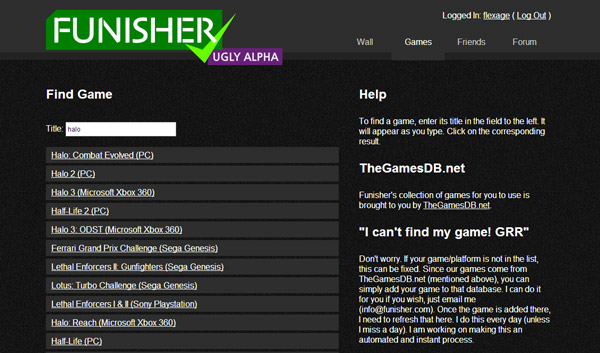 FUNISHER
UGLY ALPHA
Logged In: flexage ( Log Out )
Wall Games Friends Forum
Find Game
Title: halo
Halo: Combat Evolved (PC)
Halo 2 (PC)
Halo 3 (Microsoft Xbox 360)
Half-Life 2 (PC)
Halo 3: ODST (Microsoft Xbox 360)
Ferrari Grand Prix Challenge (Sega Genesis)
Lethal Enforcers II: Gunfighters (Sega Genesis)
Lotus: Turbo Challenge (Sega Genesis)
Lethal Enforcers I & II (Sony Playstation)
Halo: Reach (Microsoft Xbox 360)
Half-Life (PC)
Help
To find a game, enter its title in the field to the left. It
will appear as you type. Click on the corresponding
result.
TheGamesDB.net
Funisher's collection of games for you to use is
brought to you by TheGamesDB.net.
"I can't find my game! GRR"
Don't worry. If your game/platform is not in the list,
this can be fixed. Since our games come from
TheGamesDB.net (mentioned above), you can
simply add your game to that database. I can do it
for you if you wish, just email me
(info@funisher.com). Once the game is added there,
I need to refresh that here. I do this every day (unless
I miss a day). I am working on making this an
automated and instant process.